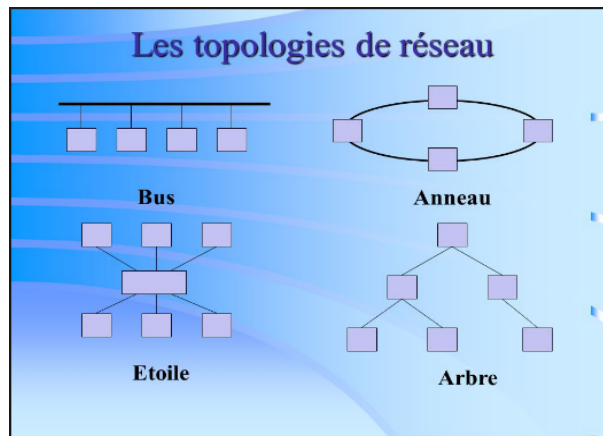 Les topologies de réseau
Bus
Anneau
Etoile
Arbre